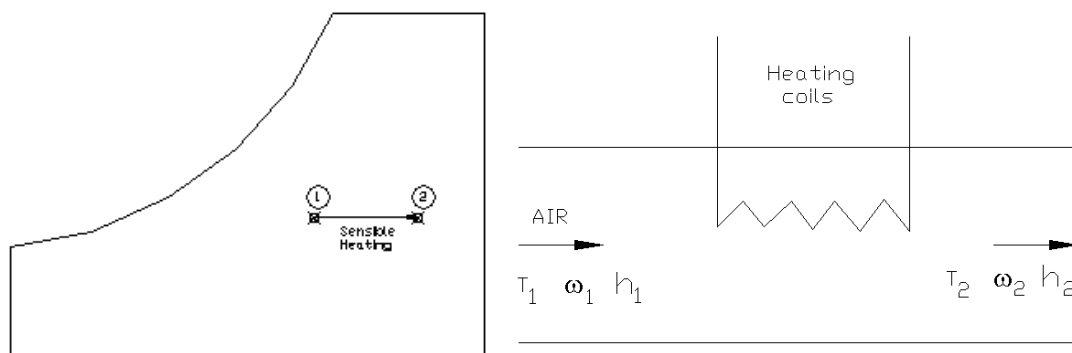 1 2
Sensible
Heating
Heating
coils
AIR
T1 ω1 h1
T2 ω2 h2